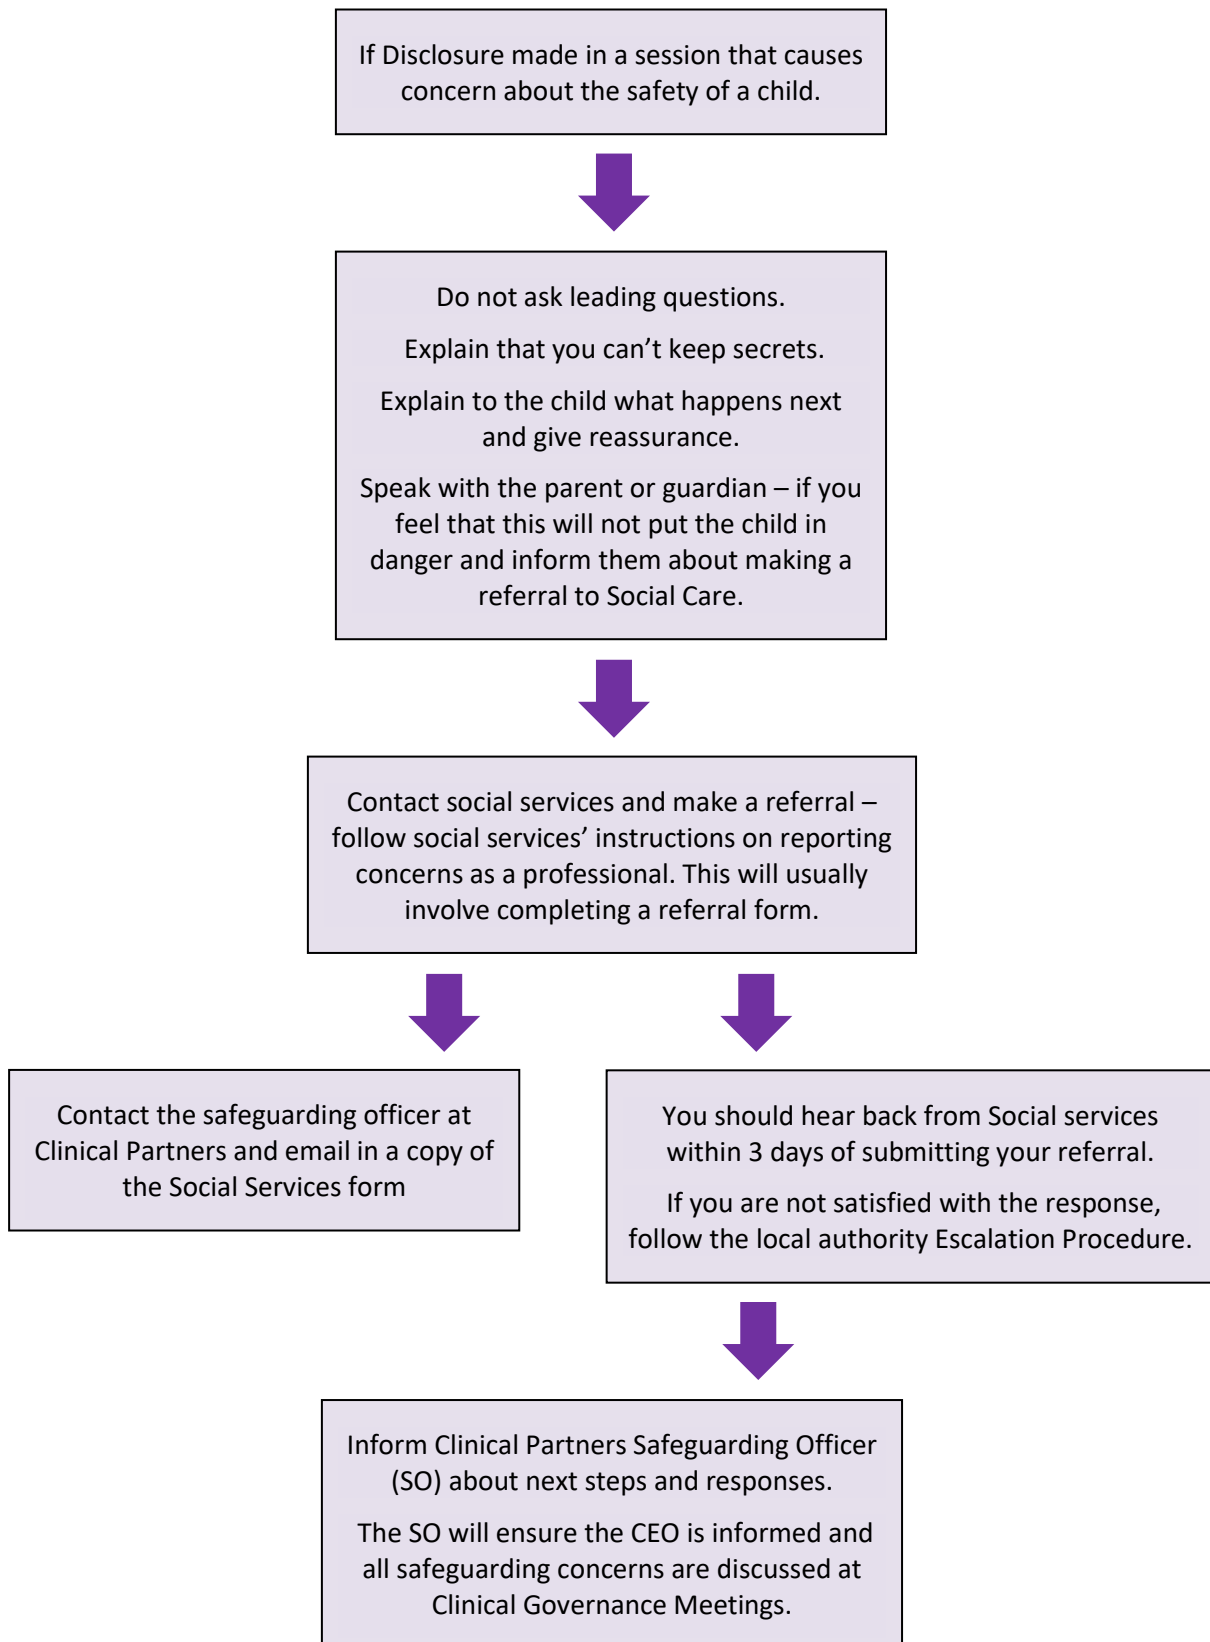 If Disclosure made in a session that causes
concern about the safety of a child.
Do not ask leading questions.
Explain that you can’t keep secrets.
Explain to the child what happens next
and give reassurance.
Speak with the parent or guardian – if you
feel that this will not put the child in
danger and inform them about making a
referral to Social Care.
Contact social services and make a referral –
follow social services’ instructions on reporting
concerns as a professional. This will usually
involve completing a referral form.
Contact the safeguarding officer at
Clinical Partners and email in a copy of
the Social Services form
You should hear back from Social services
within 3 days of submitting your referral.
If you are not satisfied with the response,
follow the local authority Escalation Procedure.
Inform Clinical Partners Safeguarding Officer
(SO) about next steps and responses.
The SO will ensure the CEO is informed and
all safeguarding concerns are discussed at
Clinical Governance Meetings.